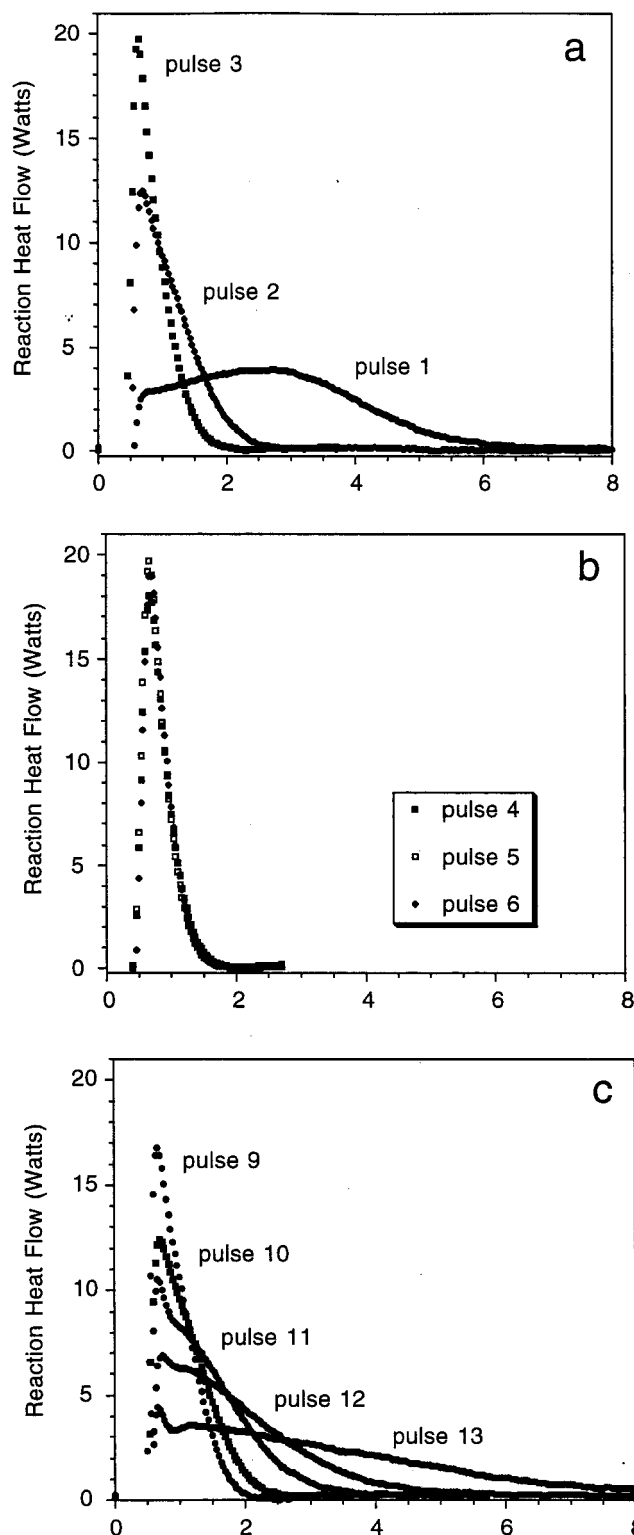 a
20
15
10
5
0
Reaction Heat Flow (Watts)
pulse 3
pulse 2
pulse 1
0 2 4 6 8
b
20
15
10
5
0
Reaction Heat Flow (Watts)
pulse 4
pulse 5
pulse 6
0 2 4 6 8
c
20
15
10
5
0
Reaction Heat Flow (Watts)
pulse 9
pulse 10
pulse 11
pulse 12
pulse 13
0 2 4 6 8